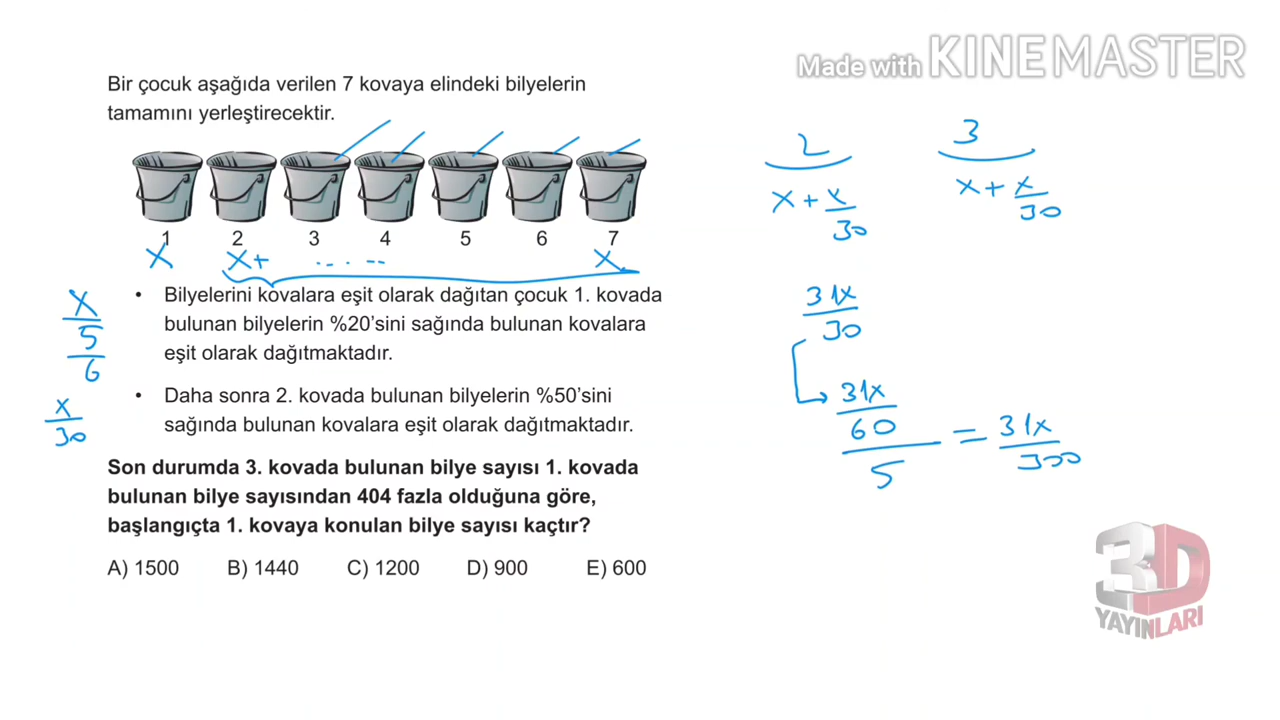 Made with KINEMASTER
Bir çocuk aşağıda verilen 7 kovaya elindeki bilyelerin
tamamını yerleştirecektir.
1 2 3 4 5 6 7
x x+ ..... x
• Bilyelerini kovalara eşit olarak dağıtan çocuk 1. kovada
bulunan bilyelerin %20'sini sağında bulunan kovalara
eşit olarak dağıtmaktadır.
• Daha sonra 2. kovada bulunan bilyelerin %50'sini
sağında bulunan kovalara eşit olarak dağıtmaktadır.
Son durumda 3. kovada bulunan bilye sayısı 1. kovada
bulunan bilye sayısından 404 fazla olduğuna göre,
başlangıçta 1. kovaya konulan bilye sayısı kaçtır?
A) 1500 B) 1440 C) 1200 D) 900 E) 600
x
5
6
x
30
2 3
x + x/30 x + x/30
31x
30
31x
60
5
= 31x/300
3D
YAYINLARI